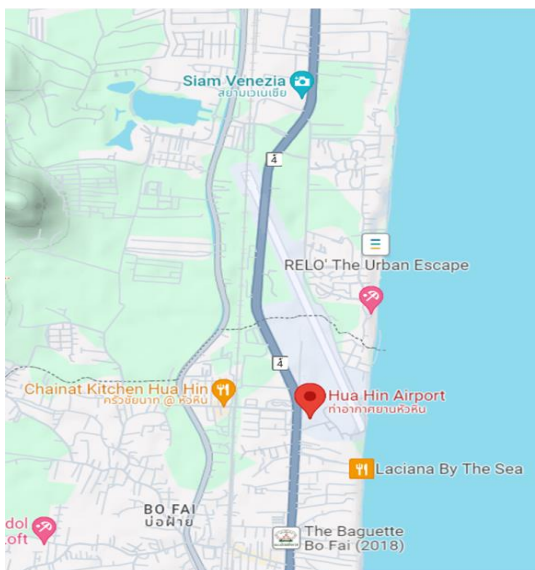 Siam Venezia
สยามเวเนเซีย
4
RELO' The Urban Escape
4
Chainat Kitchen Hua Hin
ครัวชัยนาท @ หัวหิน
Hua Hin Airport
ท่าอากาศยานหัวหิน
Laciana By The Sea
BO FAI
บ่อฝ้าย
dol
oft
The Baguette
Bo Fai (2018)